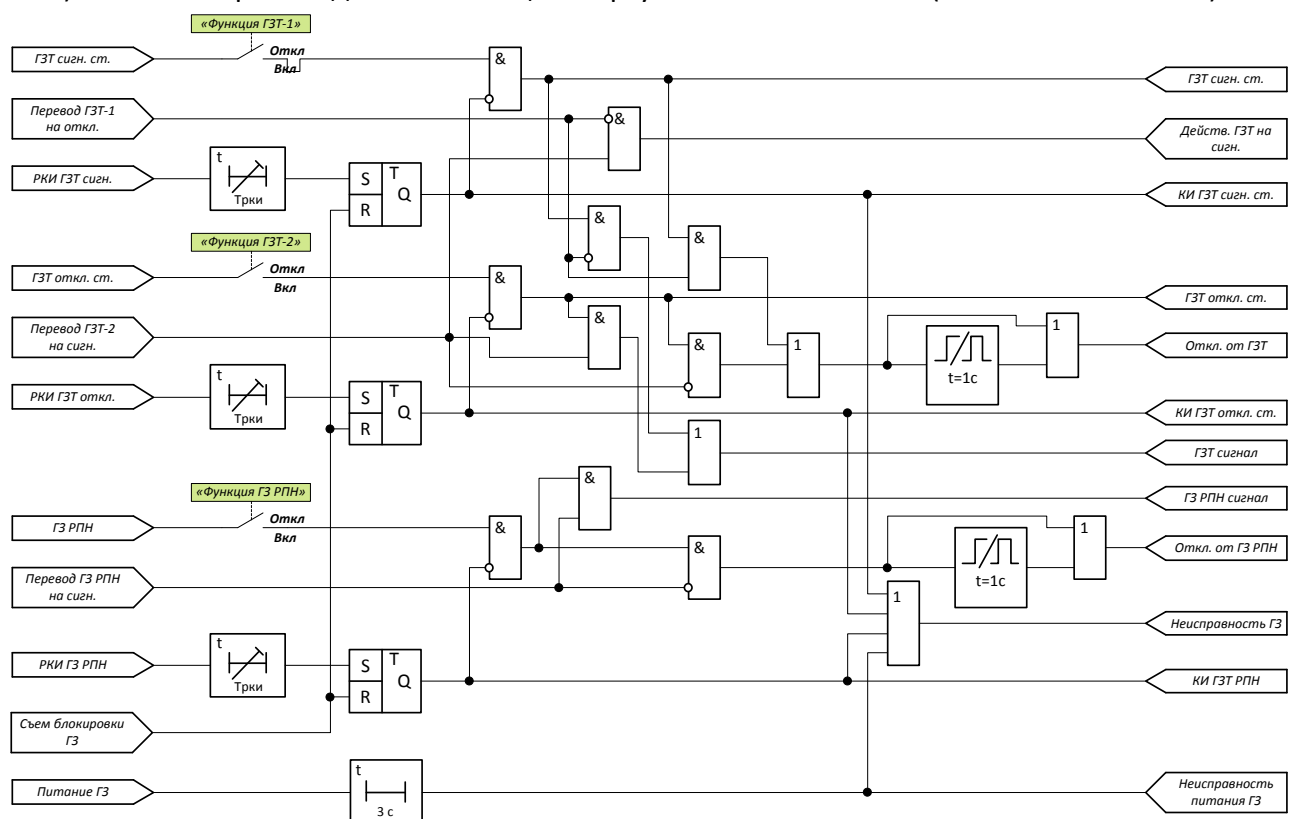 «Функция ГЗТ-1»
ГЗТ сигн. ст.
Откл
Вкл
&
ГЗТ сигн. ст.
Перевод ГЗТ-1
на откл.
&
Действ. ГЗТ на
сигн.
РКИ ГЗТ сигн.
t
Трки
S
T
Q
R
КИ ГЗТ сигн. ст.
&
&
«Функция ГЗТ-2»
ГЗТ откл. ст.
Откл
Вкл
&
ГЗТ откл. ст.
Перевод ГЗТ-2
на сигн.
&
&
1
t=1c
1
Откл. от ГЗТ
РКИ ГЗТ откл.
t
Трки
S
T
Q
R
КИ ГЗТ откл. ст.
1
ГЗТ сигнал
«Функция ГЗ РПН»
&
ГЗ РПН сигнал
ГЗ РПН
Откл
Вкл
&
&
t=1c
1
Откл. от ГЗ РПН
Перевод ГЗ РПН
на сигн.
1
Неисправность ГЗ
РКИ ГЗ РПН
t
Трки
S
T
Q
R
КИ ГЗТ РПН
Съем блокировки
ГЗ
Питание ГЗ
t
3 с
Неисправность
питания ГЗ